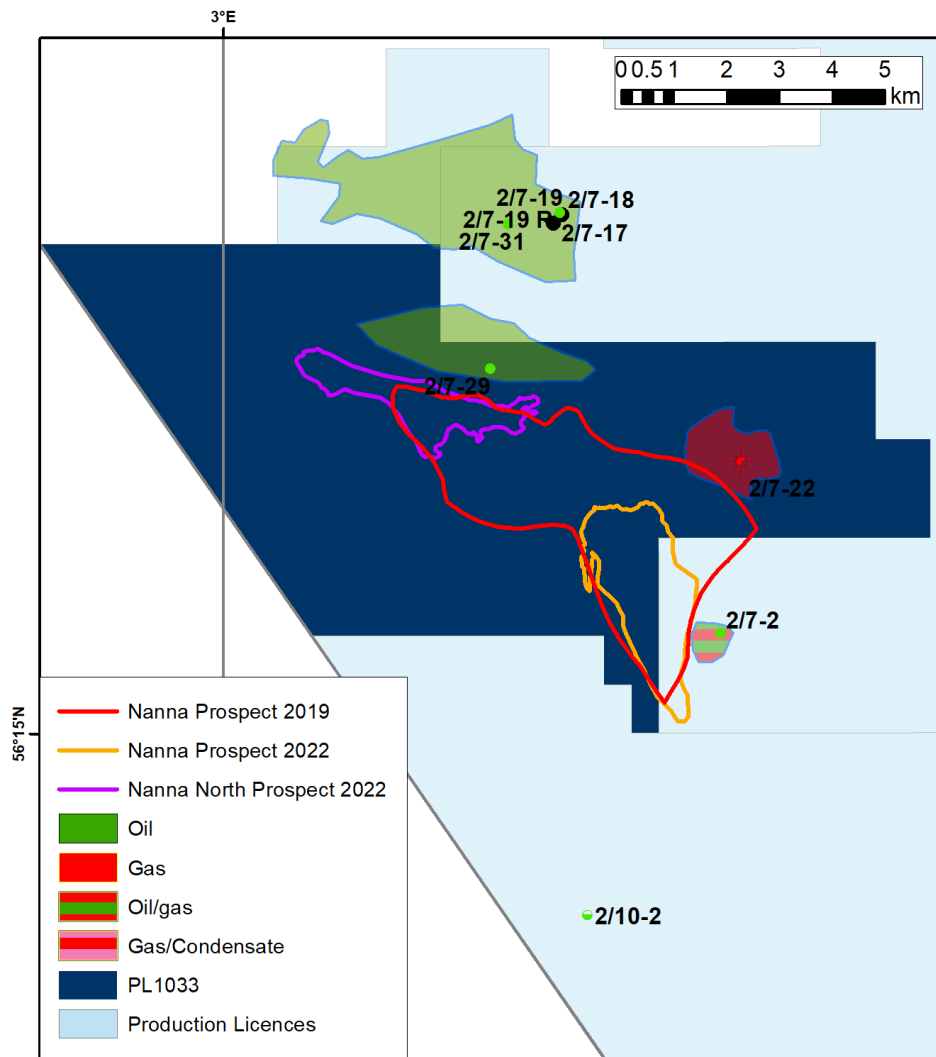 3°E
0 0.5 1 2 3 4 5
km
2/7-19
2/7-18
2/7-19 R
2/7-17
2/7-31
2/7-29
2/7-22
2/7-2
56°15'N
Nanna Prospect 2019
Nanna Prospect 2022
Nanna North Prospect 2022
Oil
Gas
Oil/gas
Gas/Condensate
PL1033
Production Licences
2/10-2